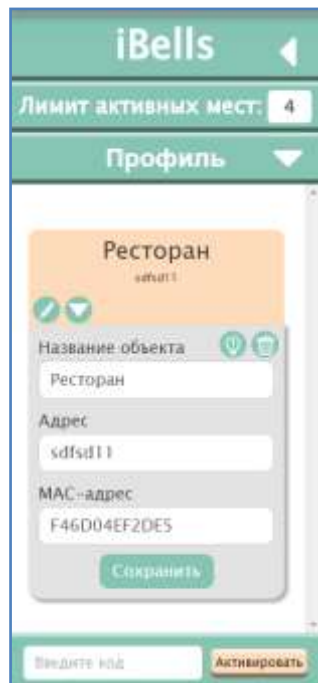 iBells
Лимит активных мест: 4
Профиль
Ресторан
sdfsd11
Название объекта
Ресторан
Адрес
sdfsd11
MAC-адрес
F46D04EF2DE5
Сохранить
Введите код
Активировать